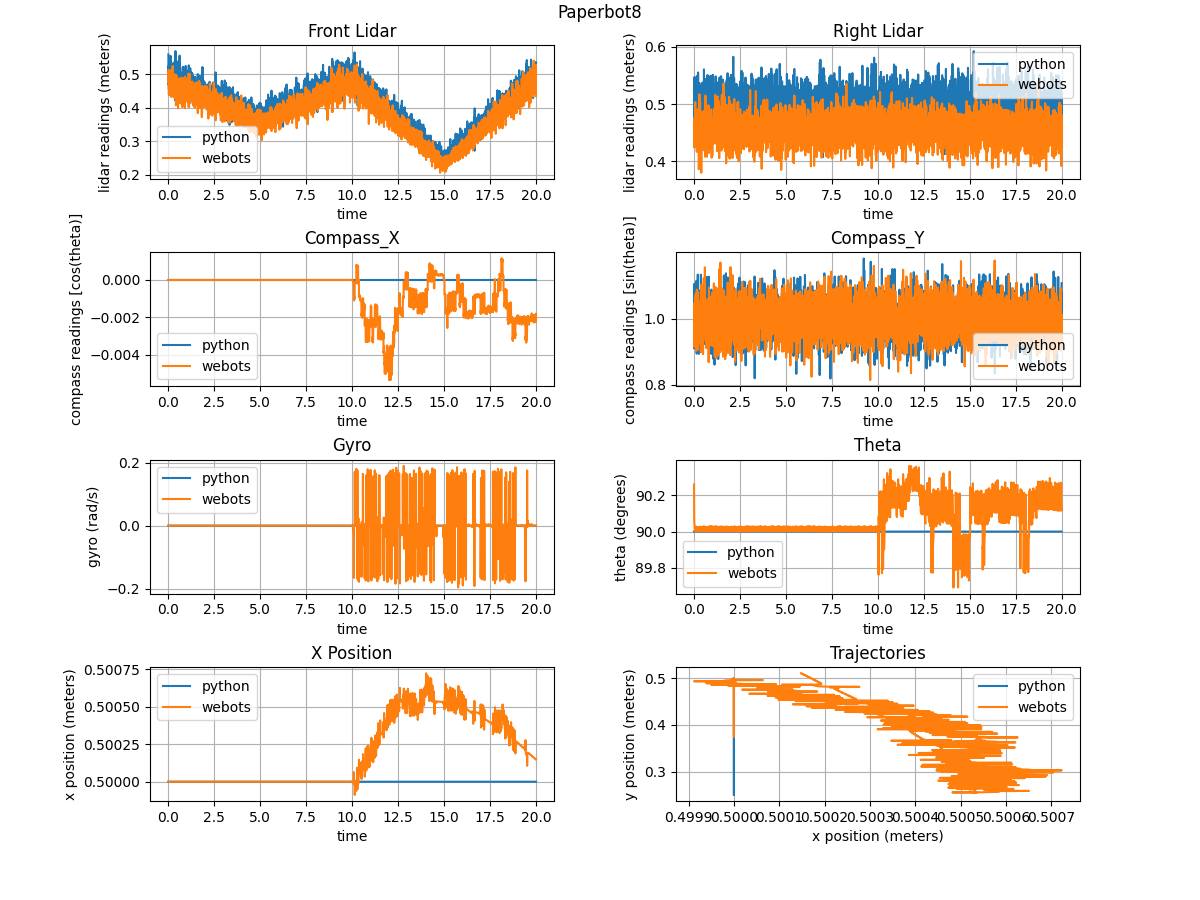 Paperbot8
Front Lidar
lidar readings (meters)
0.5
0.4
0.3
0.2
python
webots
0.0 2.5 5.0 7.5 10.0 12.5 15.0 17.5 20.0
time
Right Lidar
lidar readings (meters)
0.6
0.5
0.4
python
webots
0.0 2.5 5.0 7.5 10.0 12.5 15.0 17.5 20.0
time
Compass_X
compass readings [cos(theta)]
0.000
−0.002
−0.004
python
webots
0.0 2.5 5.0 7.5 10.0 12.5 15.0 17.5 20.0
time
Compass_Y
compass readings [sin(theta)]
1.0
0.8
python
webots
0.0 2.5 5.0 7.5 10.0 12.5 15.0 17.5 20.0
time
Gyro
gyro (rad/s)
0.2
0.0
−0.2
python
webots
0.0 2.5 5.0 7.5 10.0 12.5 15.0 17.5 20.0
time
Theta
theta (degrees)
90.2
90.0
89.8
python
webots
0.0 2.5 5.0 7.5 10.0 12.5 15.0 17.5 20.0
time
X Position
x position (meters)
0.50075
0.50050
0.50025
0.50000
python
webots
0.0 2.5 5.0 7.5 10.0 12.5 15.0 17.5 20.0
time
Trajectories
y position (meters)
0.5
0.4
0.3
python
webots
0.4999 0.5000 0.5001 0.5002 0.5003 0.5004 0.5005 0.5006 0.5007
x position (meters)